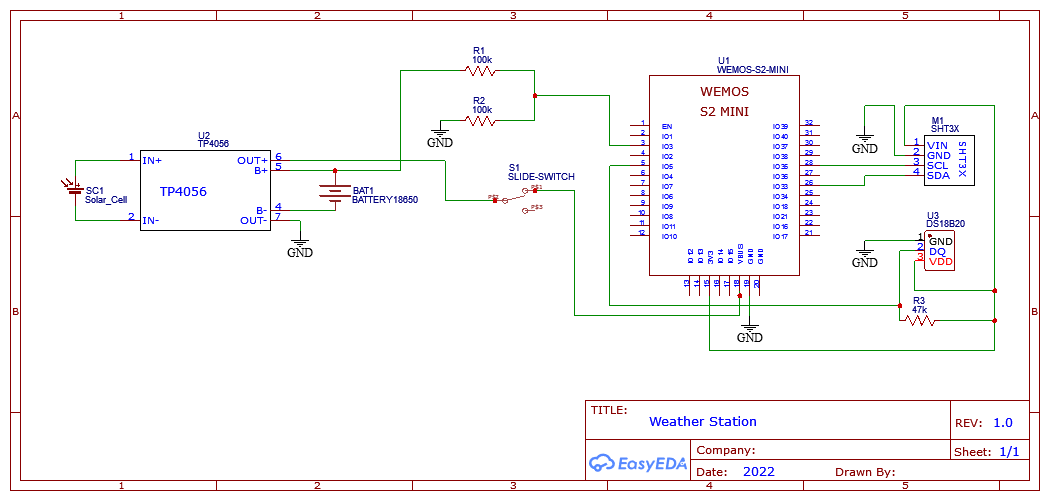 1 2 3 4 5
A
B
A
B
R1
100k
R2
100k
GND
U2
TP4056
TP4056
1 IN+
2 IN-
OUT+ 6
B+ 5
B- 4
OUT- 7
SC1
Solar_Cell
BAT1
BATTERY18650
GND
S1
SLIDE-SWITCH
U1
WEMOS-S2-MINI
WEMOS
S2 MINI
1 EN
2 IO1
3 IO3
4 IO2
5 IO5
6 IO4
7 IO7
8 IO6
9 IO9
10 IO8
11 IO11
12 IO10
IO39 32
IO40 31
IO37 30
IO38 29
IO35 28
IO36 27
IO33 26
IO34 25
IO18 24
IO21 23
IO16 22
IO17 21
IO12 13
IO13 14
3V3 15
IO14 16
IO15 17
VBUS 18
GND 19
GND 20
GND
M1
SHT3X
1 VIN
2 GND
3 SCL
4 SDA
SHT3X
GND
U3
DS18B20
1 GND
2 DQ
3 VDD
GND
R3
47k
TITLE:
Weather Station
REV: 1.0
EasyEDA
Company:
Sheet: 1/1
Date: 2022
Drawn By:
1 2 3 4 5